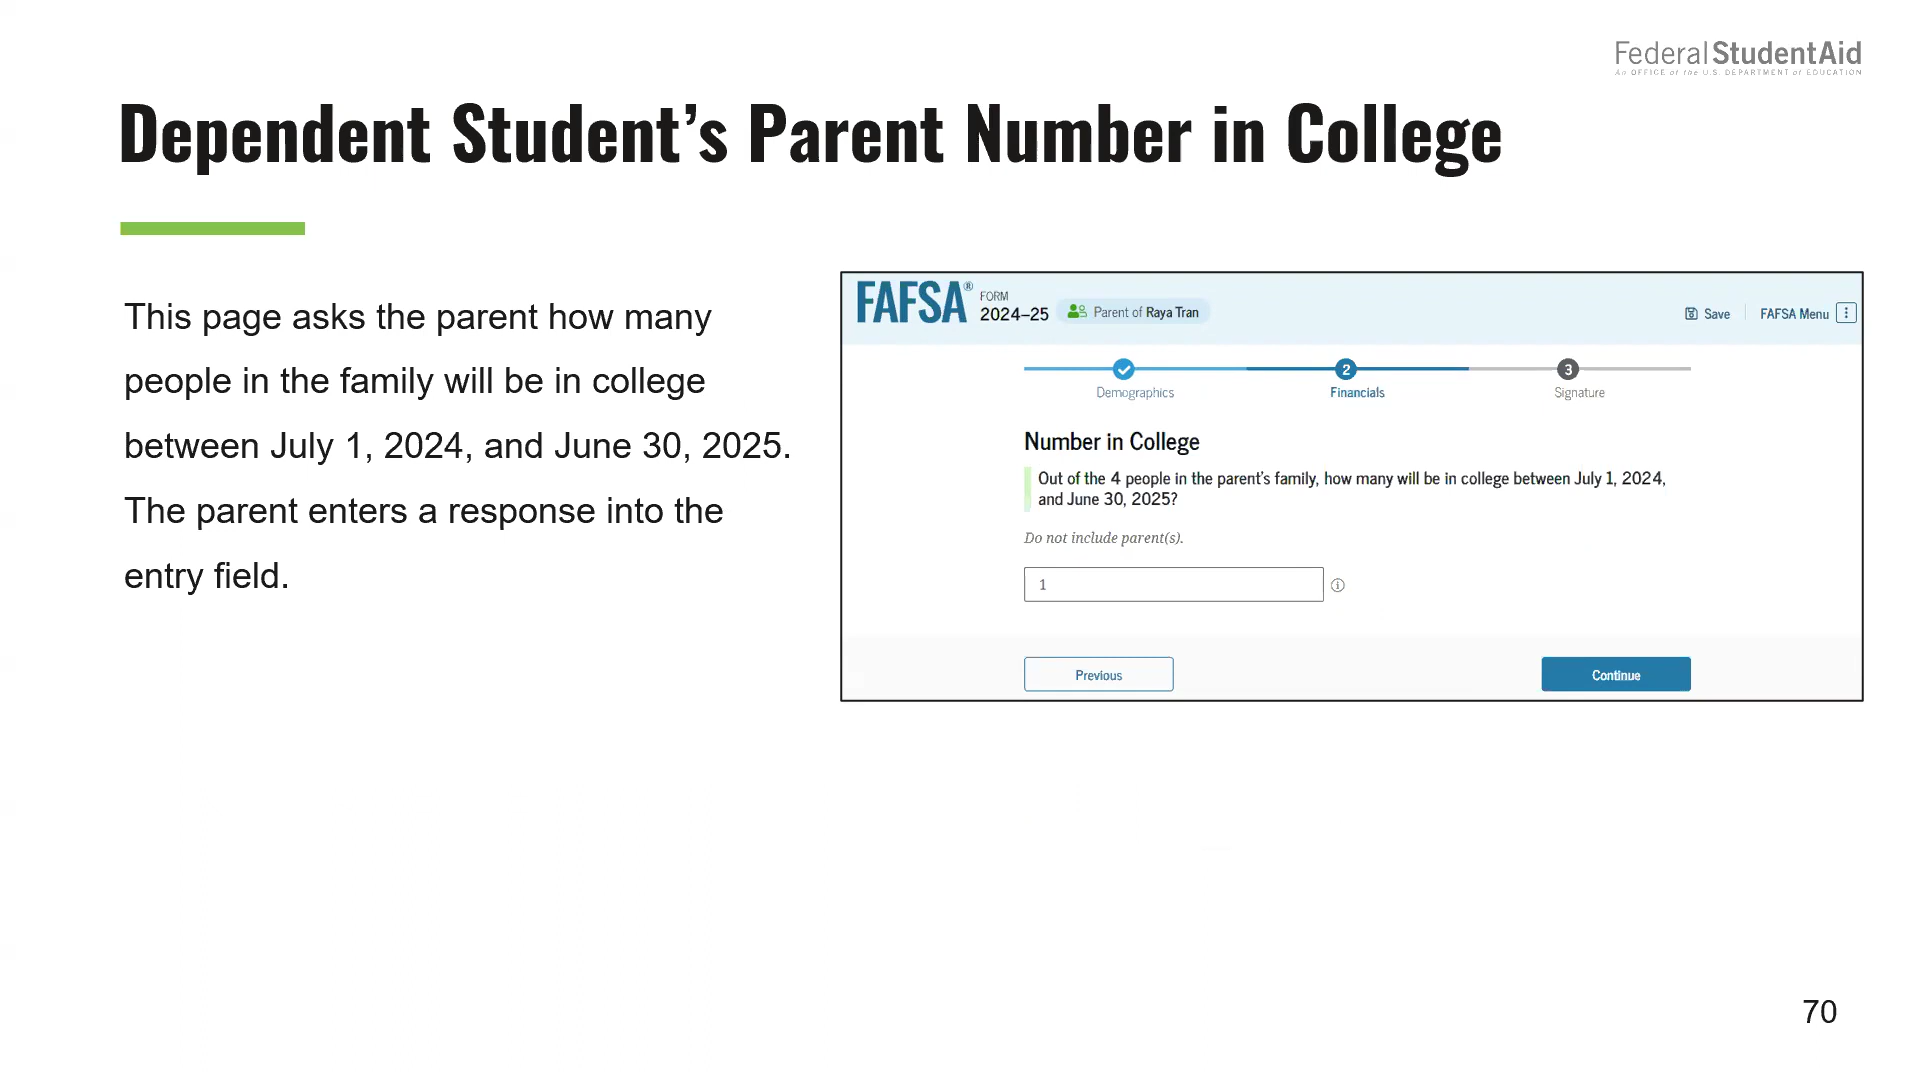 Federal StudentAid
An OFFICE of the U.S. DEPARTMENT of EDUCATION
Dependent Student’s Parent Number in College
This page asks the parent how many
people in the family will be in college
between July 1, 2024, and June 30, 2025.
The parent enters a response into the
entry field.
FAFSA® FORM 2024–25 Parent of Raya Tran Save FAFSA Menu
2 3
Demographics Financials Signature
Number in College
Out of the 4 people in the parent’s family, how many will be in college between July 1, 2024,
and June 30, 2025?
Do not include parent(s).
1
Previous Continue
70